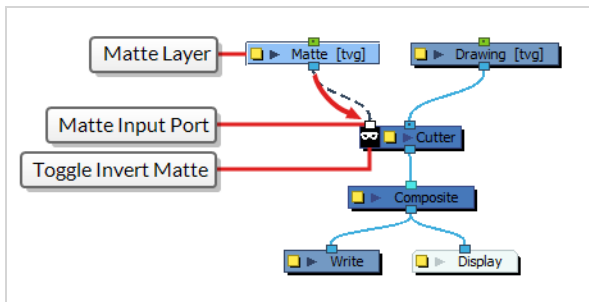 Matte Layer
Matte [tvg]
Drawing [tvg]
Matte Input Port
Cutter
Toggle Invert Matte
Composite
Write
Display